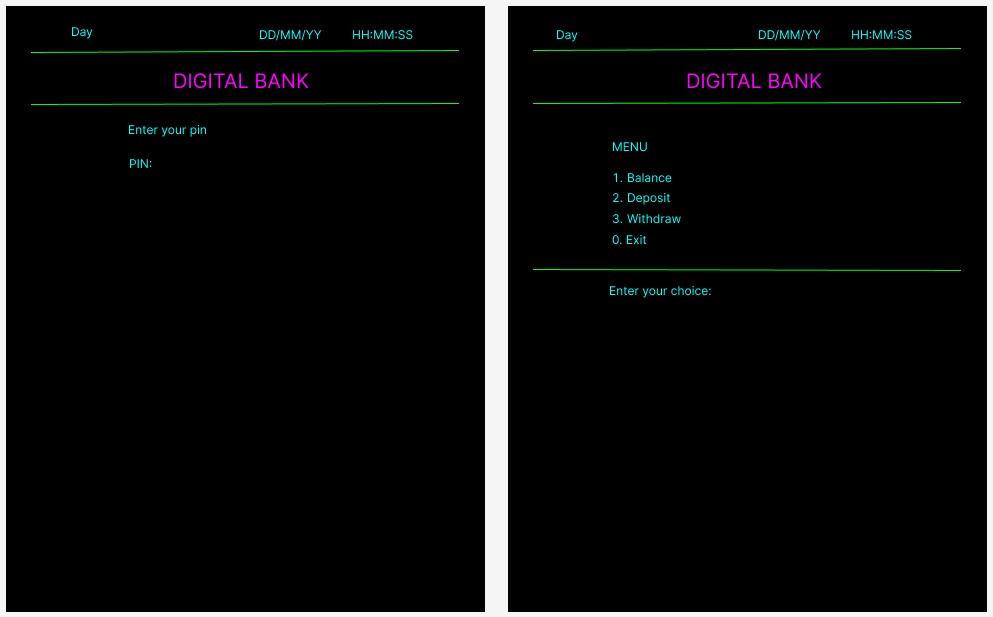 Day DD/MM/YY HH:MM:SS
DIGITAL BANK
Enter your pin
PIN:
Day DD/MM/YY HH:MM:SS
DIGITAL BANK
MENU
1. Balance
2. Deposit
3. Withdraw
0. Exit
Enter your choice: